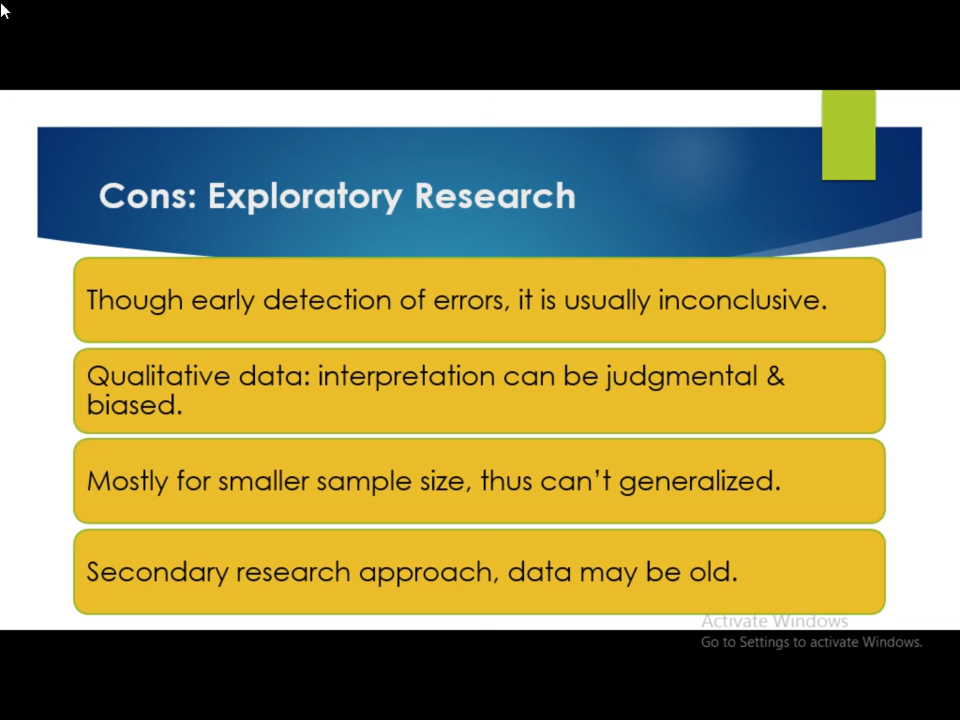 Cons: Exploratory Research
Though early detection of errors, it is usually inconclusive.
Qualitative data: interpretation can be judgmental &
biased.
Mostly for smaller sample size, thus can't generalized.
Secondary research approach, data may be old.
Activate Windows
Go to Settings to activate Windows.